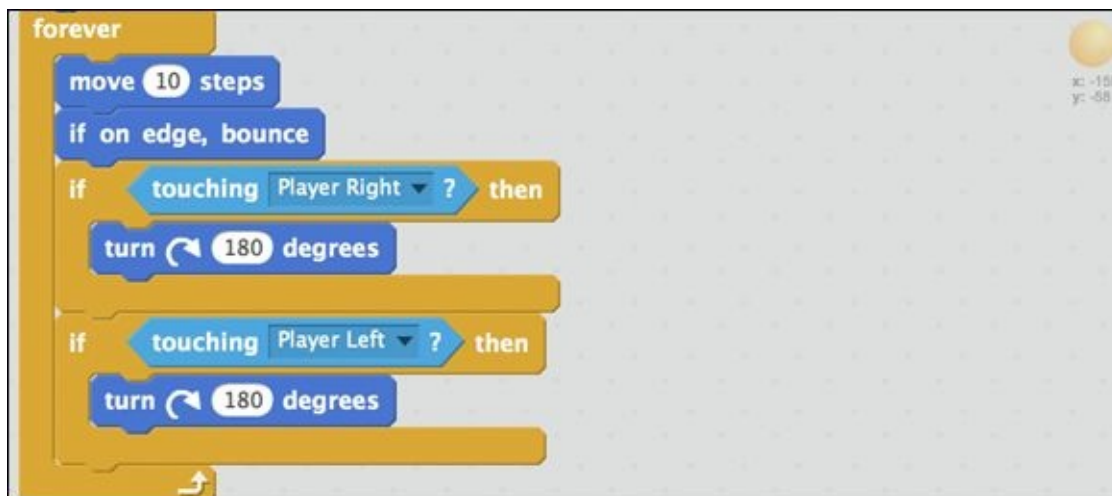 forever
move 10 steps
if on edge, bounce
if touching Player Right ? then
turn 180 degrees
if touching Player Left ? then
turn 180 degrees